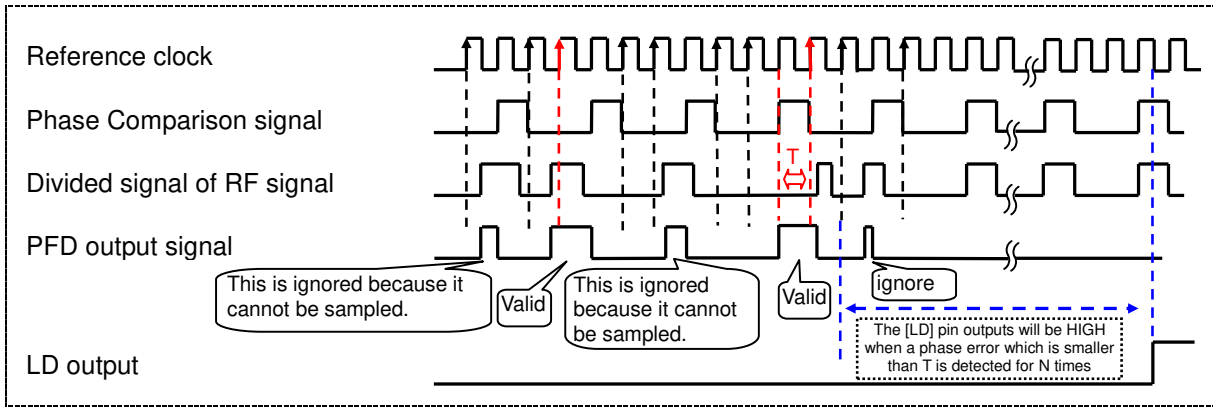 Reference clock
Phase Comparison signal
T
Divided signal of RF signal
PFD output signal
This is ignored because it
cannot be sampled.
Valid
This is ignored
because it cannot
be sampled.
Valid
ignore
The [LD] pin outputs will be HIGH
when a phase error which is smaller
than T is detected for N times
LD output